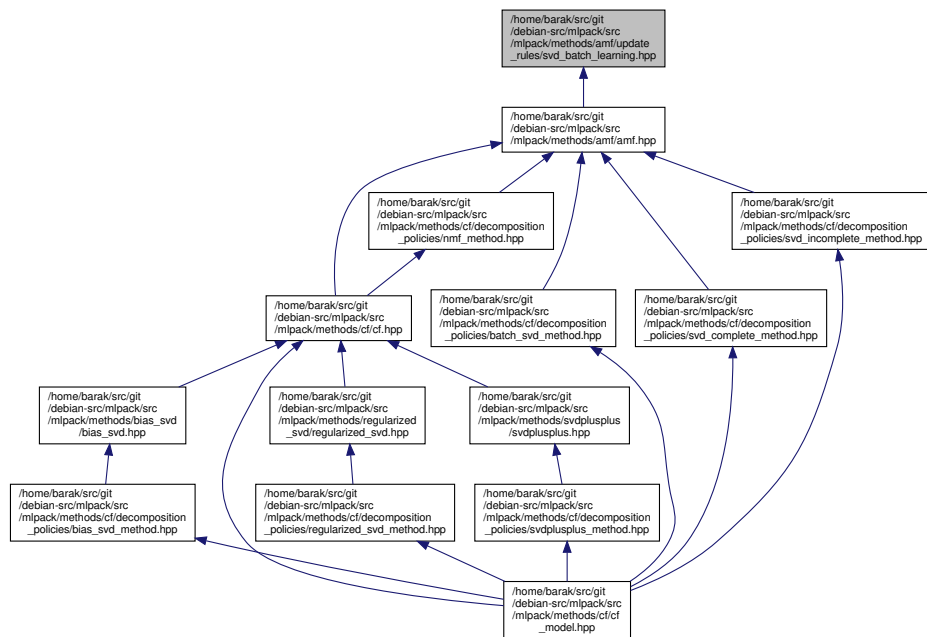 /home/barak/src/git
/debian-src/mlpack/src
/mlpack/methods/amf/update
_rules/svd_batch_learning.hpp
/home/barak/src/git
/debian-src/mlpack/src
/mlpack/methods/amf/amf.hpp
/home/barak/src/git
/debian-src/mlpack/src
/mlpack/methods/cf/decomposition
_policies/nmf_method.hpp
/home/barak/src/git
/debian-src/mlpack/src
/mlpack/methods/cf/decomposition
_policies/svd_incomplete_method.hpp
/home/barak/src/git
/debian-src/mlpack/src
/mlpack/methods/cf/cf.hpp
/home/barak/src/git
/debian-src/mlpack/src
/mlpack/methods/cf/decomposition
_policies/batch_svd_method.hpp
/home/barak/src/git
/debian-src/mlpack/src
/mlpack/methods/cf/decomposition
_policies/svd_complete_method.hpp
/home/barak/src/git
/debian-src/mlpack/src
/mlpack/methods/bias_svd
/bias_svd.hpp
/home/barak/src/git
/debian-src/mlpack/src
/mlpack/methods/regularized
_svd/regularized_svd.hpp
/home/barak/src/git
/debian-src/mlpack/src
/mlpack/methods/svdplusplus
/svdplusplus.hpp
/home/barak/src/git
/debian-src/mlpack/src
/mlpack/methods/cf/decomposition
_policies/bias_svd_method.hpp
/home/barak/src/git
/debian-src/mlpack/src
/mlpack/methods/cf/decomposition
_policies/regularized_svd_method.hpp
/home/barak/src/git
/debian-src/mlpack/src
/mlpack/methods/cf/decomposition
_policies/svdplusplus_method.hpp
/home/barak/src/git
/debian-src/mlpack/src
/mlpack/methods/cf/cf
_model.hpp